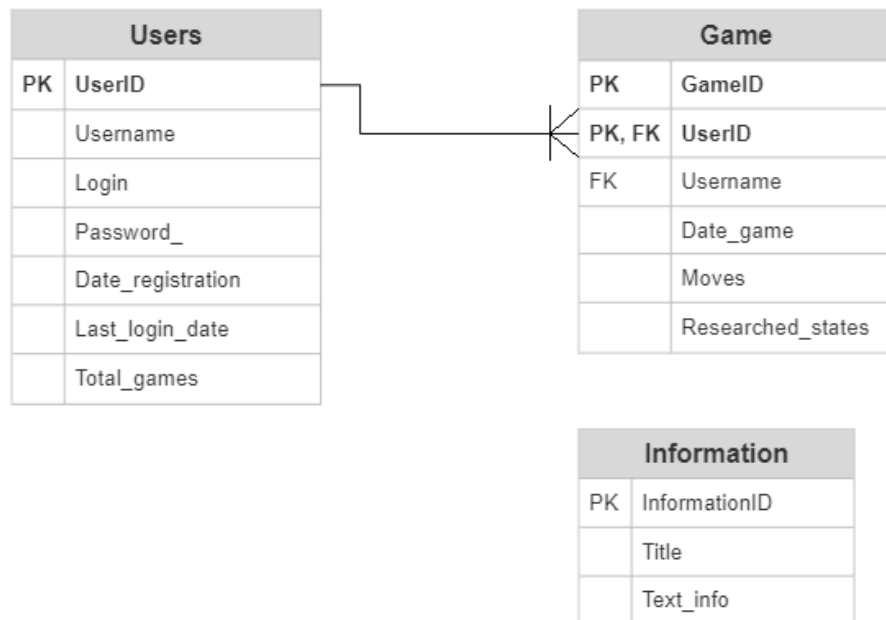 Users
PK UserID
Username
Login
Password_
Date_registration
Last_login_date
Total_games
Game
PK GameID
PK, FK UserID
FK Username
Date_game
Moves
Researched_states
Information
PK InformationID
Title
Text_info